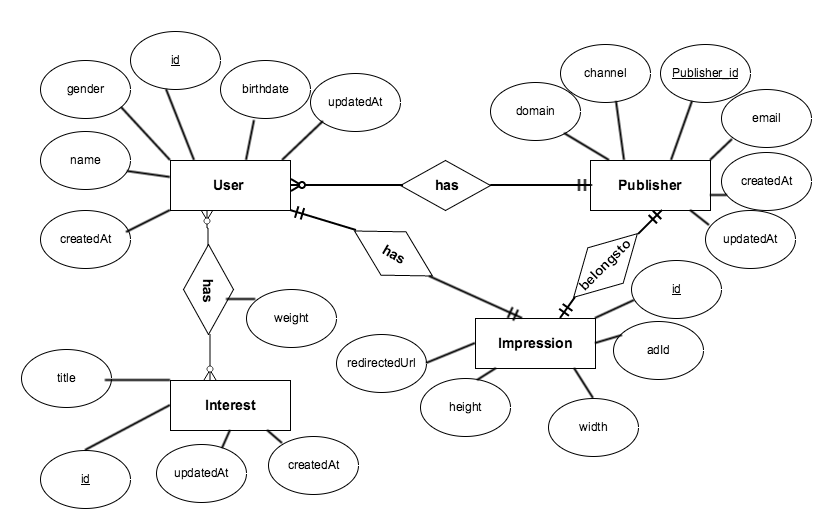 id
gender
birthdate
updatedAt
name
User
createdAt
has
channel
Publisher_id
domain
email
Publisher
createdAt
updatedAt
has
belongsto
has
weight
id
Impression
adId
redirectedUrl
height
width
title
Interest
id
updatedAt
createdAt